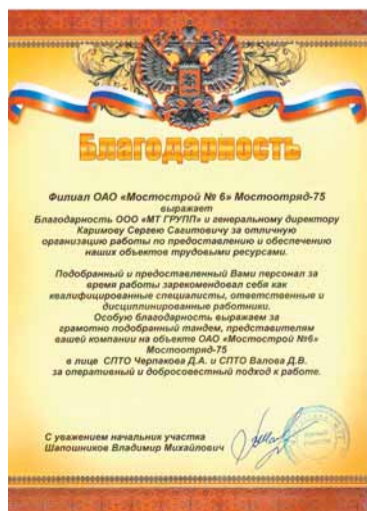 Благодарность
Филиал ОАО «Мостострой № 6» Мостоотряд-75
выражает
Благодарность ООО «МТ ГРУПП» и генеральному директору
Каримову Сергею Сагитовичу за отличную
организацию работы по предоставлению и обеспечению
наших объектов трудовыми ресурсами.
Подобранный и предоставленный Вами персонал за
время работы зарекомендовал себя как
квалифицированные специалисты, ответственные и
дисциплинированные работники.
Особую благодарность выражаем за
грамотно подобранный тандем, представителям
вашей компании на объекте ОАО «Мостострой №6»
Мостоотряд-75
в лице СПТО Черпакова Д.А. и СПТО Валова Д.В.
за оперативный и добросовестный подход к работе.
С уважением начальник участка
Шапошников Владимир Михайлович